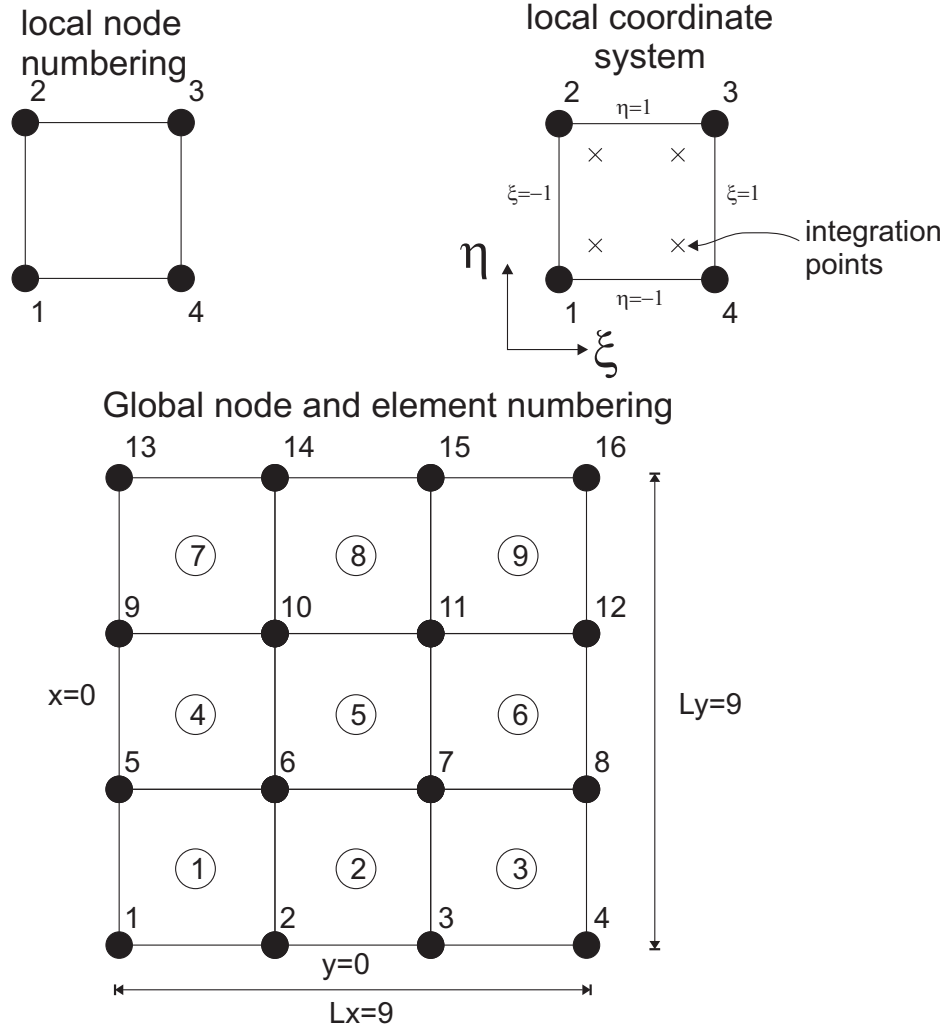 local node
numbering
2 3
1 4
local coordinate
system
2 η=1 3
ξ=−1 ξ=1
integration
points
η
1 η=−1 4
ξ
Global node and element numbering
13 14 15 16
7 8 9
9 10 11 12
x=0
4 5 6
Ly=9
5 6 7 8
1 2 3
1 2 3 4
y=0
Lx=9